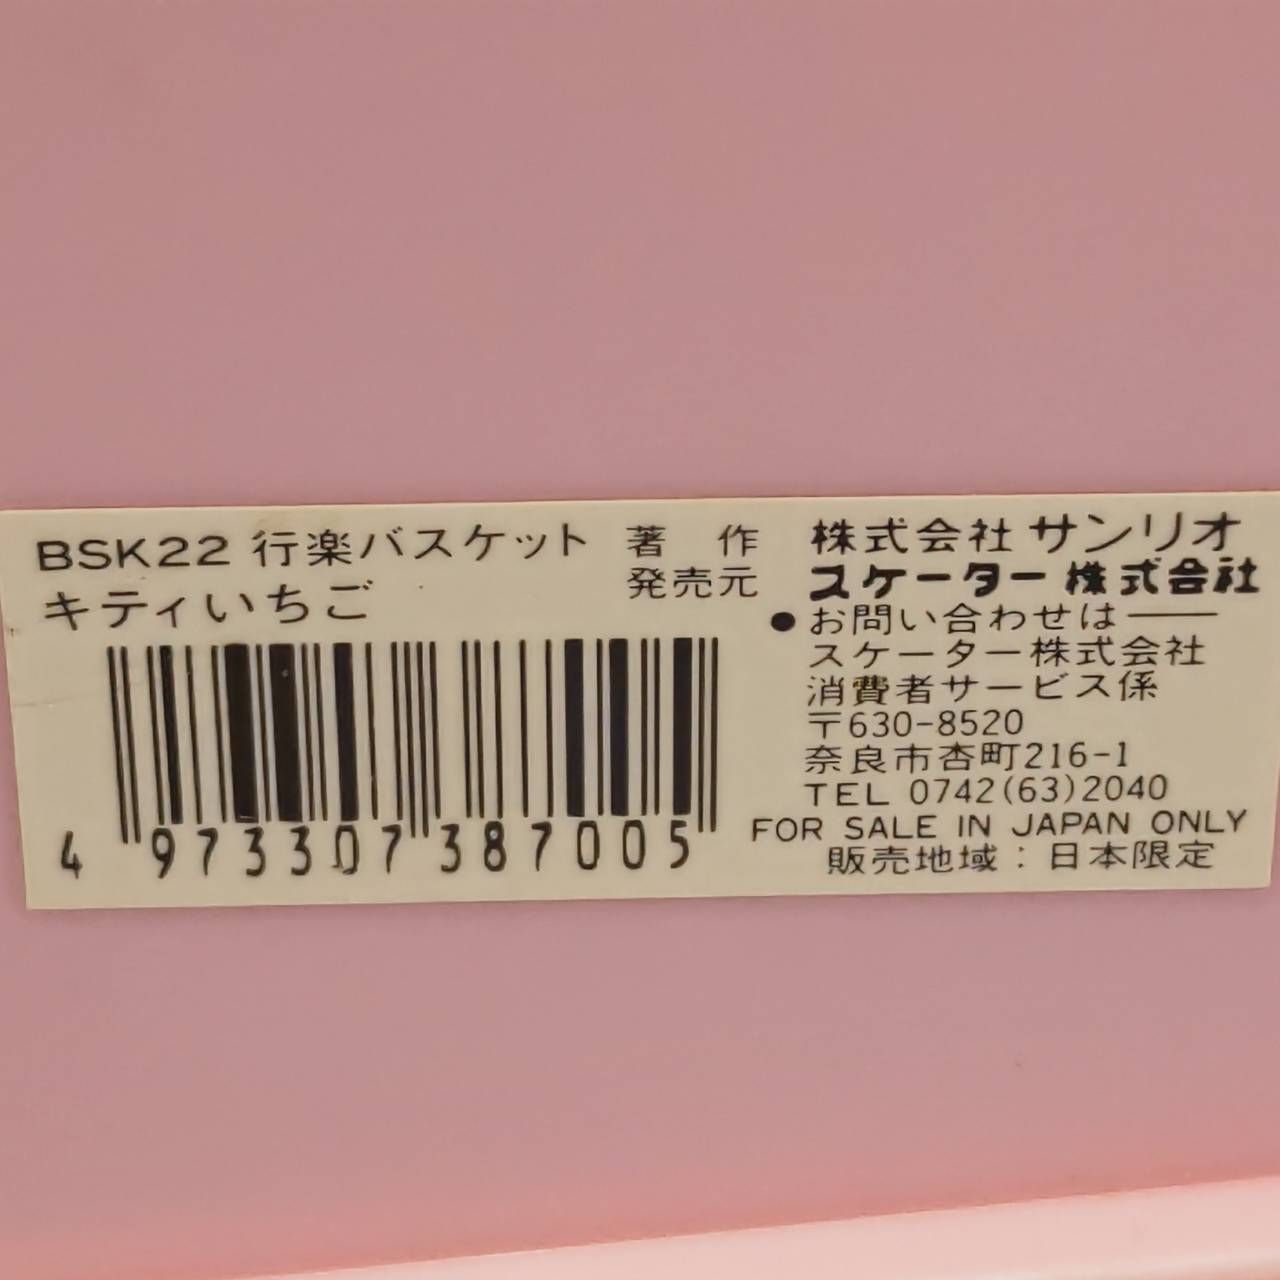 BSK22 行楽バスケット
キティいちご
4 973307 387005
著　作　株式会社 サンリオ
発売元　スケーター株式会社
●お問い合わせは――
スケーター株式会社
消費者サービス係
〒630-8520
奈良市杏町216-1
TEL 0742(63)2040
FOR SALE IN JAPAN ONLY
販売地域：日本限定